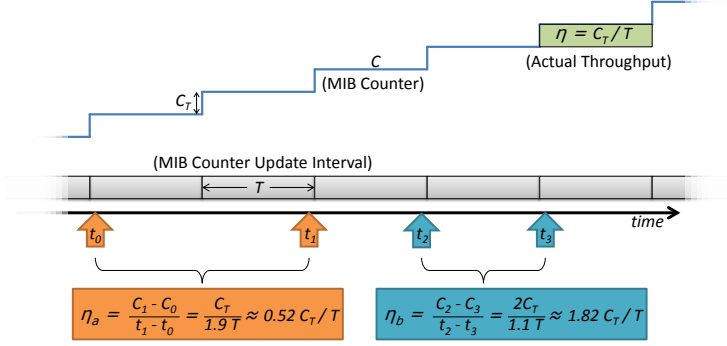 η = C_T / T
(Actual Throughput)
C
(MIB Counter)
C_T
(MIB Counter Update Interval)
T
time
t_0
t_1
t_2
t_3
η_a = (C_1 - C_0) / (t_1 - t_0) = C_T / 1.9 T ≈ 0.52 C_T / T
η_b = (C_2 - C_3) / (t_2 - t_3) = 2C_T / 1.1 T ≈ 1.82 C_T / T